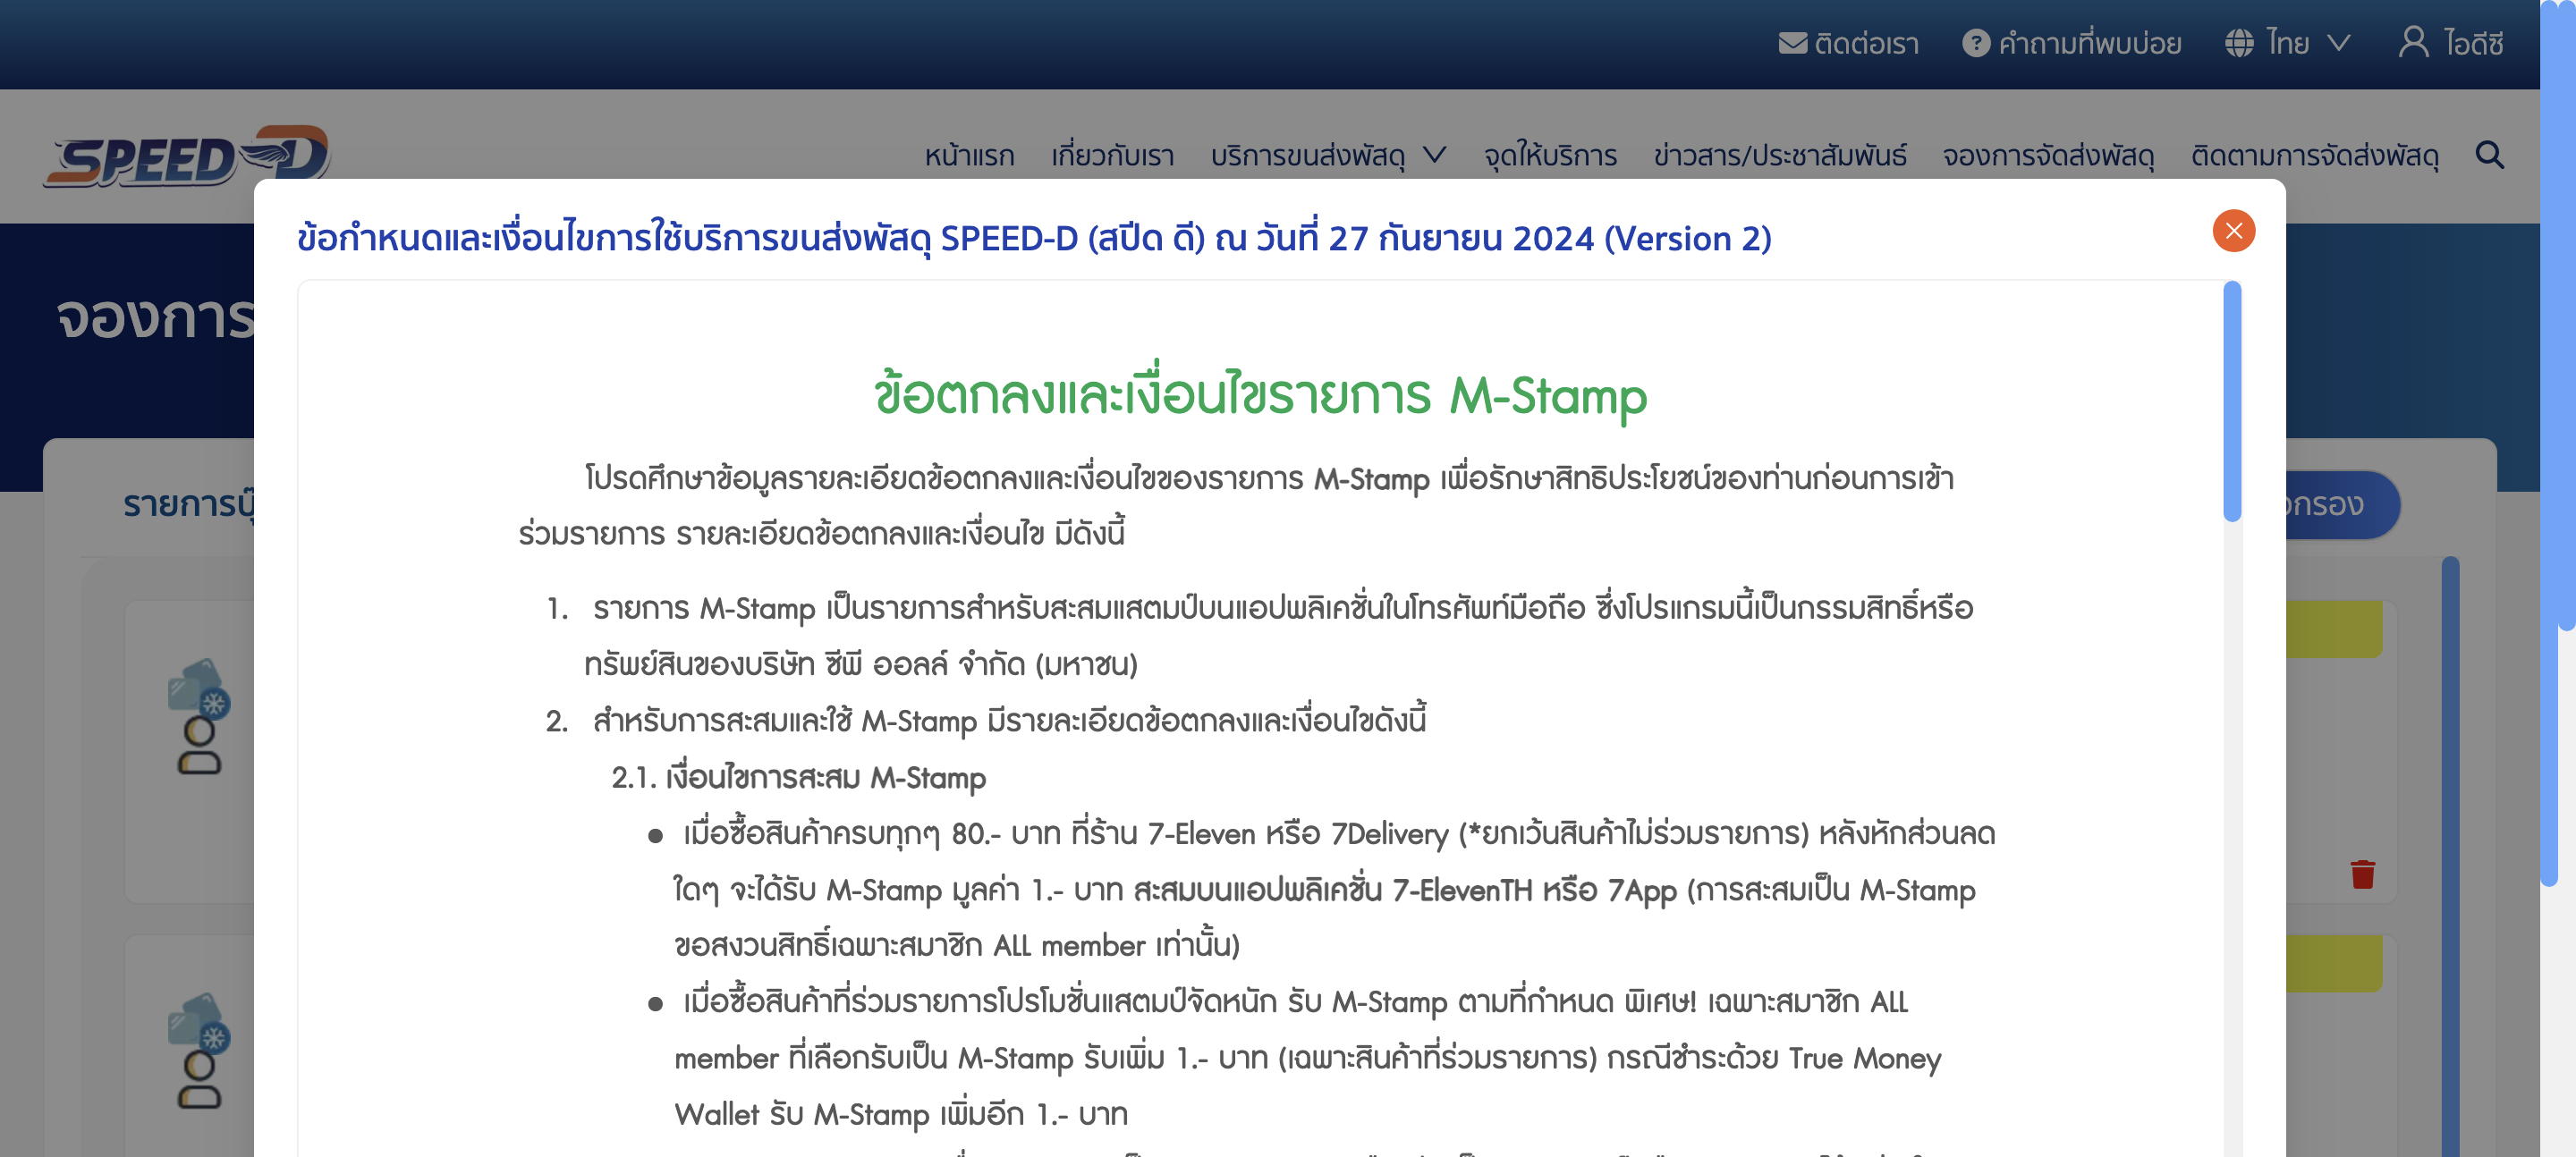 ติดต่อเรา คำถามที่พบบ่อย ไทย ไอดีซี
SPEED-D
หน้าแรก เกี่ยวกับเรา บริการขนส่งพัสดุ จุดให้บริการ ข่าวสาร/ประชาสัมพันธ์ จองการจัดส่งพัสดุ ติดตามการจัดส่งพัสดุ
ข้อกำหนดและเงื่อนไขการใช้บริการขนส่งพัสดุ SPEED-D (สปีด ดี) ณ วันที่ 27 กันยายน 2024 (Version 2)
จองการ
ข้อตกลงและเงื่อนไขรายการ M-Stamp
โปรดศึกษาข้อมูลรายละเอียดข้อตกลงและเงื่อนไขของรายการ M-Stamp เพื่อรักษาสิทธิประโยชน์ของท่านก่อนการเข้า
รายการบุ๊
กรอง
ร่วมรายการ รายละเอียดข้อตกลงและเงื่อนไข มีดังนี้
1. รายการ M-Stamp เป็นรายการสำหรับสะสมแสตมป์บนแอปพลิเคชั่นในโทรศัพท์มือถือ ซึ่งโปรแกรมนี้เป็นกรรมสิทธิ์หรือ
ทรัพย์สินของบริษัท ซีพี ออลล์ จำกัด (มหาชน)
2. สำหรับการสะสมและใช้ M-Stamp มีรายละเอียดข้อตกลงและเงื่อนไขดังนี้
2.1. เงื่อนไขการสะสม M-Stamp
● เมื่อซื้อสินค้าครบทุกๆ 80.- บาท ที่ร้าน 7-Eleven หรือ 7Delivery (*ยกเว้นสินค้าไม่ร่วมรายการ) หลังหักส่วนลด
ใดๆ จะได้รับ M-Stamp มูลค่า 1.- บาท สะสมบนแอปพลิเคชั่น 7-ElevenTH หรือ 7App (การสะสมเป็น M-Stamp
ขอสงวนสิทธิ์เฉพาะสมาชิก ALL member เท่านั้น)
● เมื่อซื้อสินค้าที่ร่วมรายการโปรโมชั่นแสตมป์จัดหนัก รับ M-Stamp ตามที่กำหนด พิเศษ! เฉพาะสมาชิก ALL
member ที่เลือกรับเป็น M-Stamp รับเพิ่ม 1.- บาท (เฉพาะสินค้าที่ร่วมรายการ) กรณีชำระด้วย True Money
Wallet รับ M-Stamp เพิ่มอีก 1.- บาท